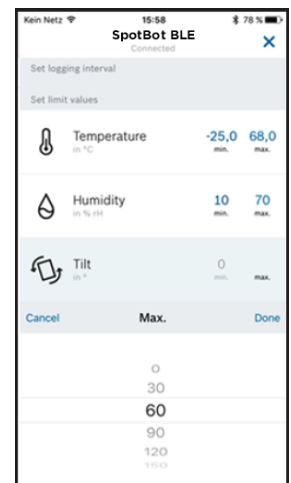 Kein Netz 15:58 78 %
SpotBot BLE
Connected
Set logging interval
Set limit values
Temperature -25,0 68,0
in °C min. max.
Humidity 10 70
in % rH min. max.
Tilt 0
in ° min. max.
Cancel Max. Done
0
30
60
90
120
150